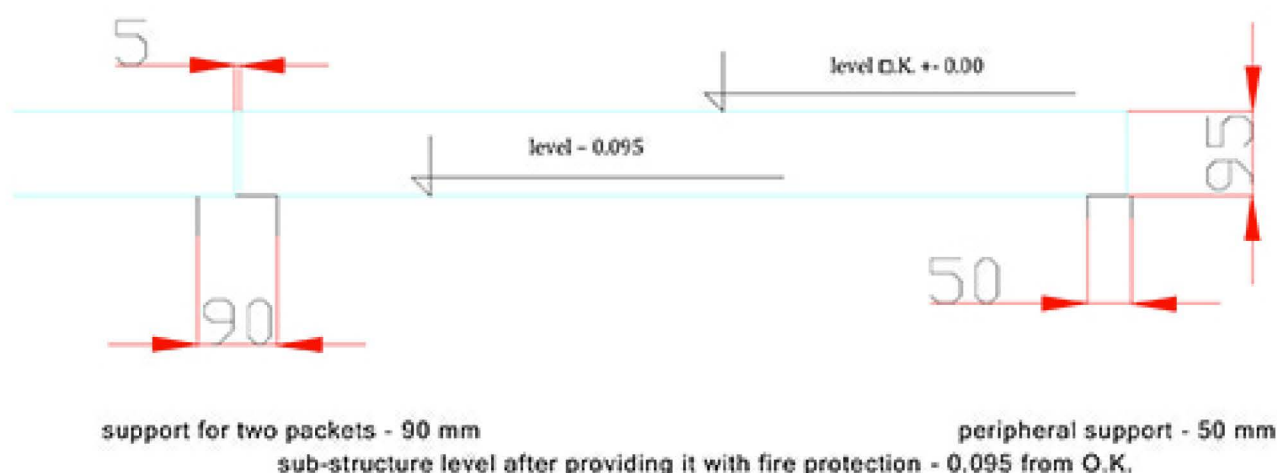 5
level O.K. +- 0.00
level - 0.095
95
50
90
support for two packets - 90 mm
peripheral support - 50 mm
sub-structure level after providing it with fire protection - 0.095 from O.K.